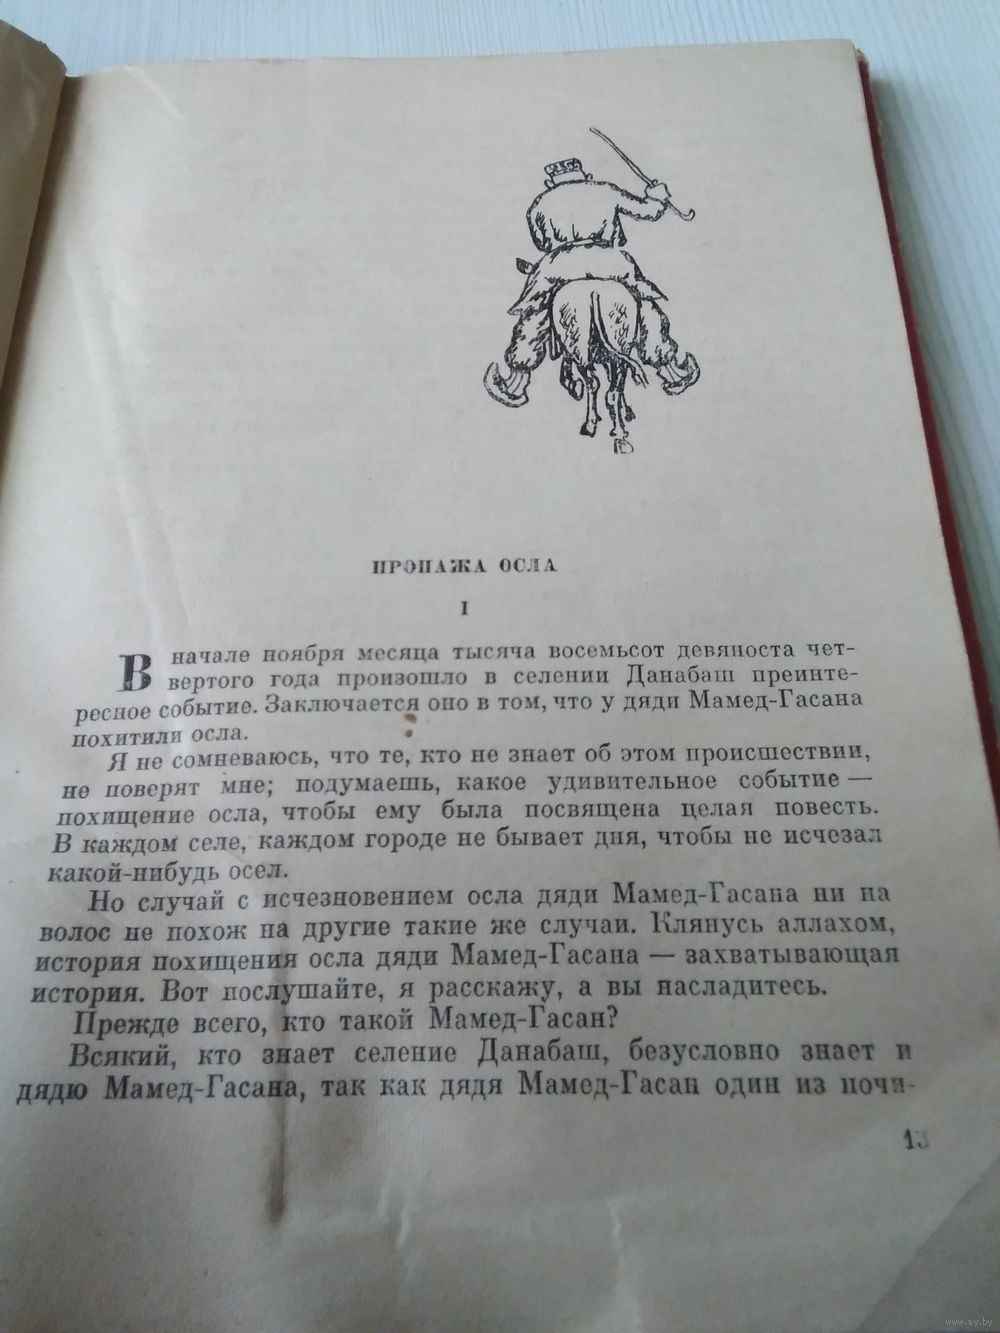 ПРОПАЖА ОСЛА
I
В начале ноября месяца тысяча восемьсот девяноста чет-
вертого года произошло в селении Данабаш преинте-
ресное событие. Заключается оно в том, что у дяди Мамед-Гасана
похитили осла.
Я не сомневаюсь, что те, кто не знает об этом происшествии,
не поверят мне; подумаешь, какое удивительное событие —
похищение осла, чтобы ему была посвящена целая повесть.
В каждом селе, каждом городе не бывает дня, чтобы не исчезал
какой-нибудь осел.
Но случай с исчезновением осла дяди Мамед-Гасана ни на
волос не похож на другие такие же случаи. Клянусь аллахом,
история похищения осла дяди Мамед-Гасана — захватывающая
история. Вот послушайте, я расскажу, а вы насладитесь.
Прежде всего, кто такой Мамед-Гасан?
Всякий, кто знает селение Данабаш, безусловно знает и
дядю Мамед-Гасана, так как дядя Мамед-Гасан один из почи-
13
www.ay.by